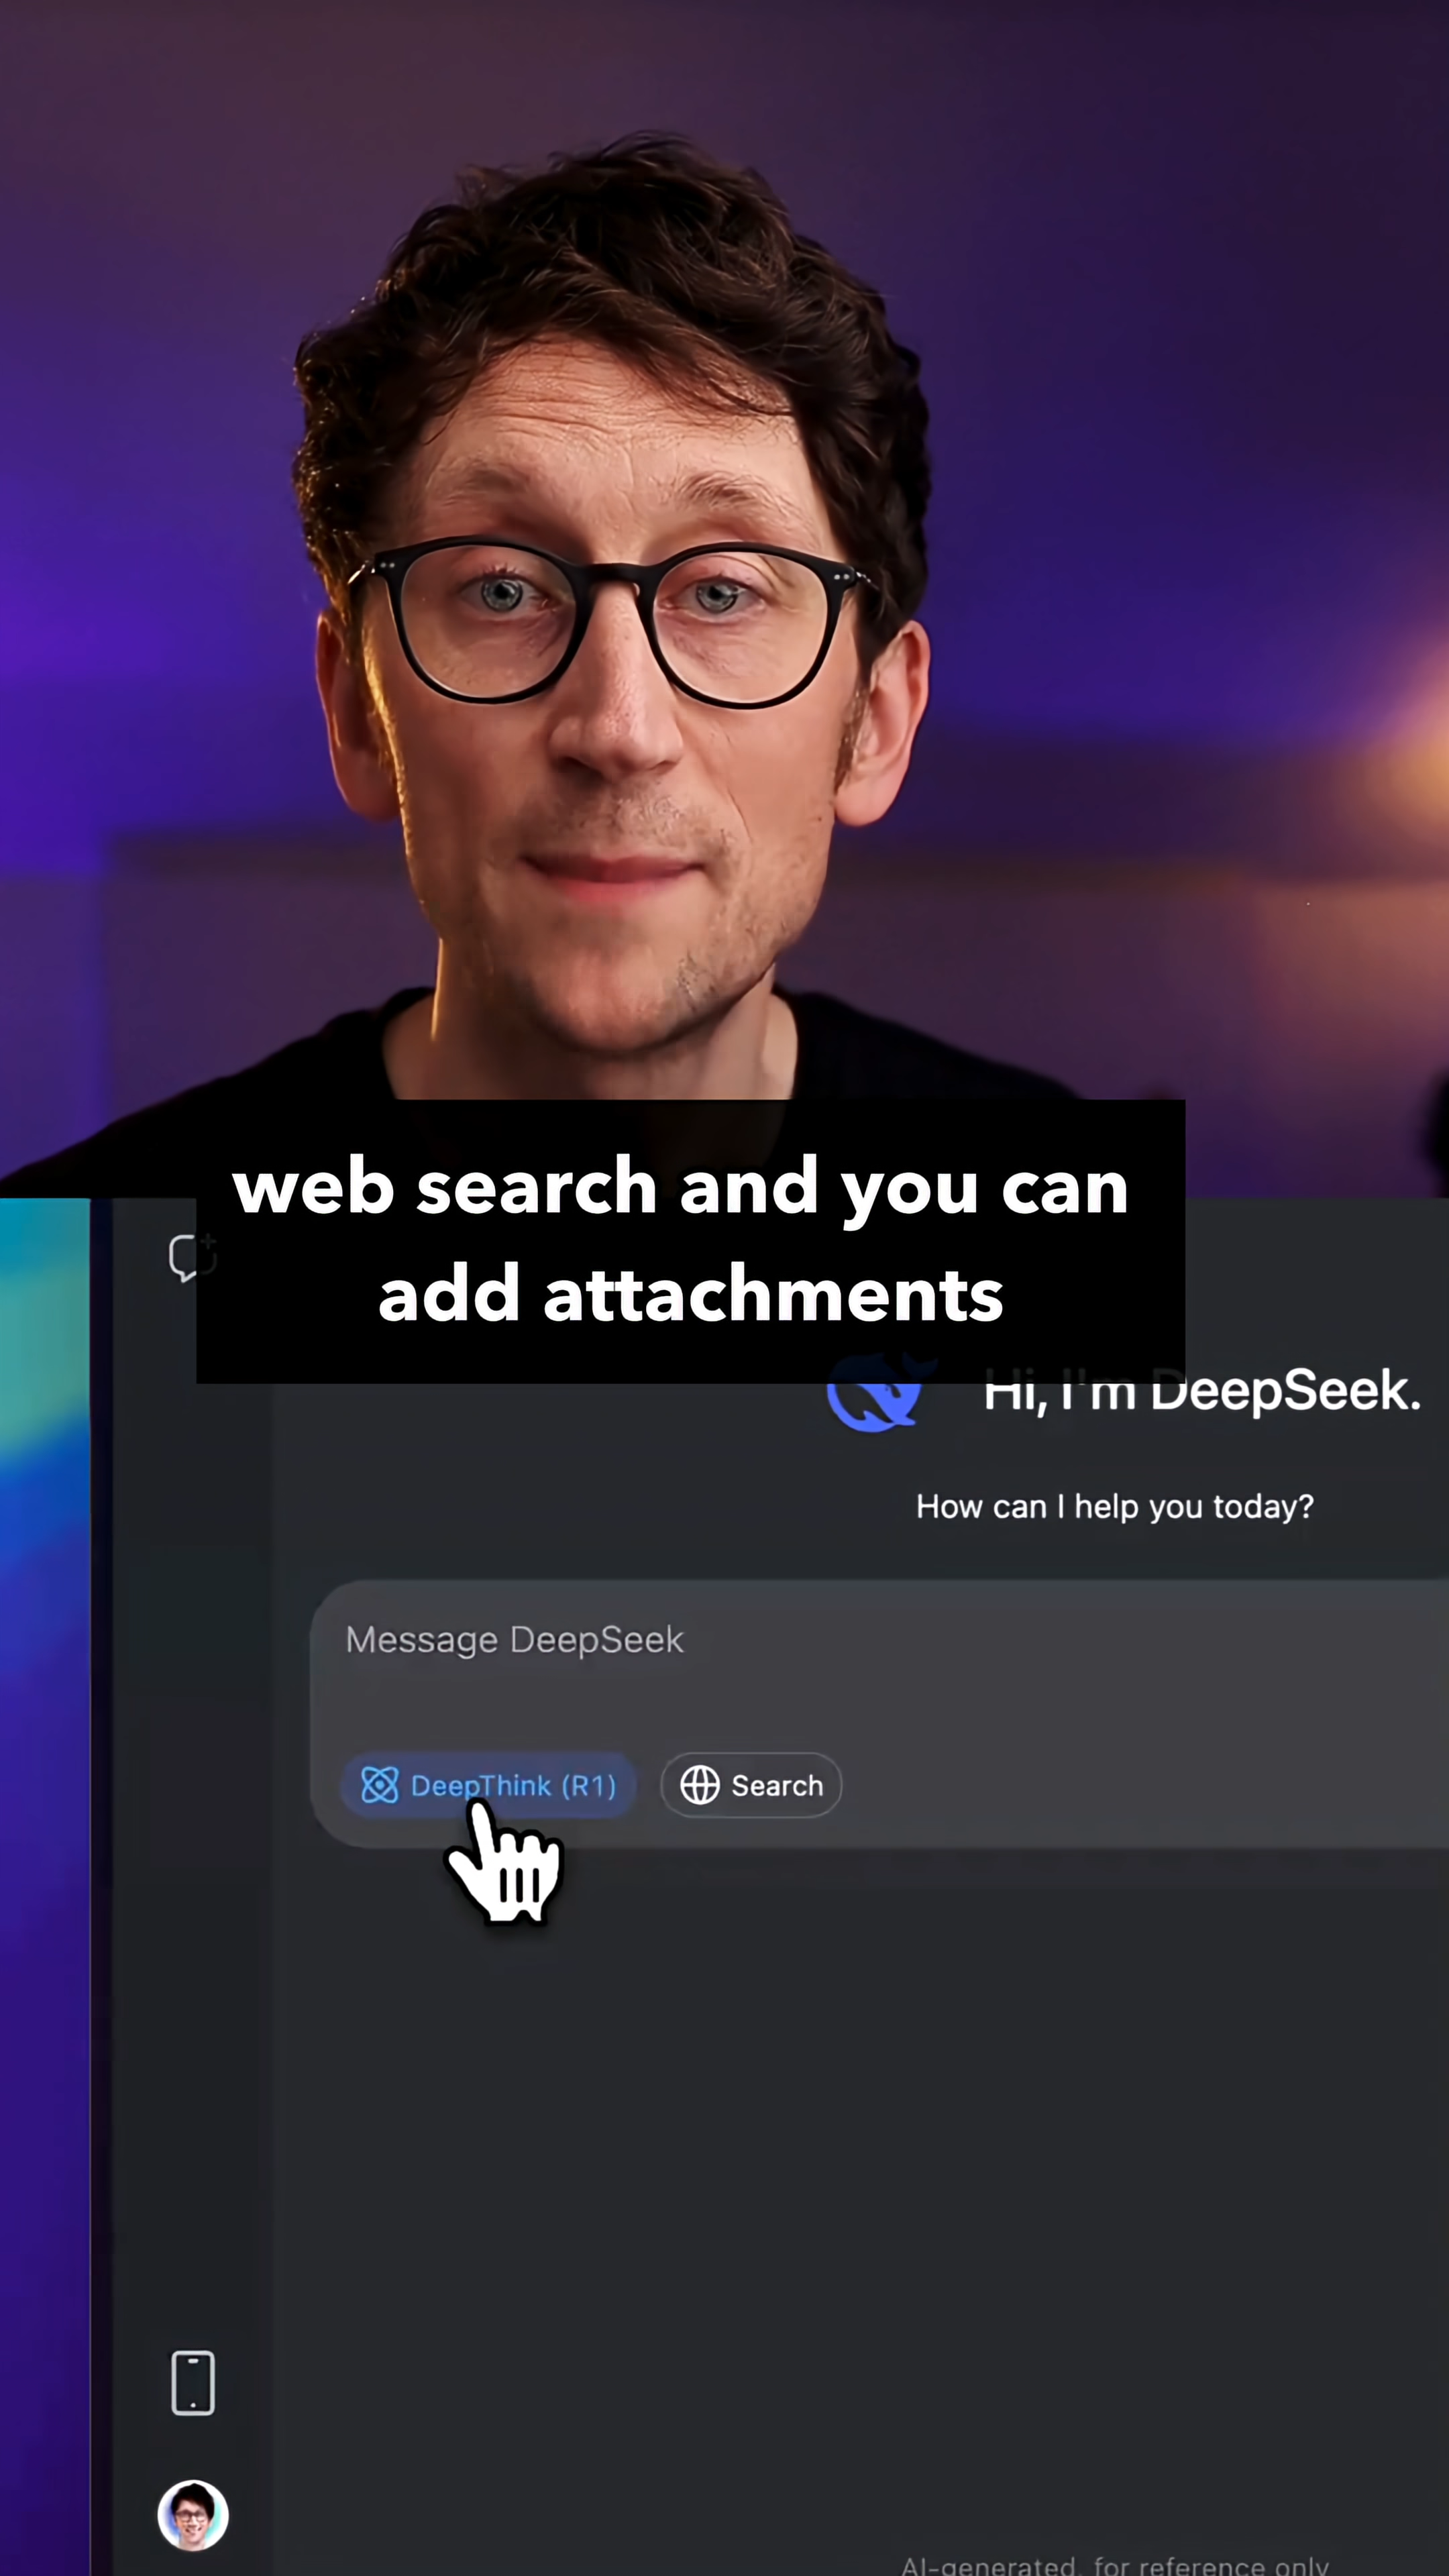 web search and you can
add attachments
Hi, I'm DeepSeek.
How can I help you today?
Message DeepSeek
DeepThink (R1)
Search
AI-generated, for reference only